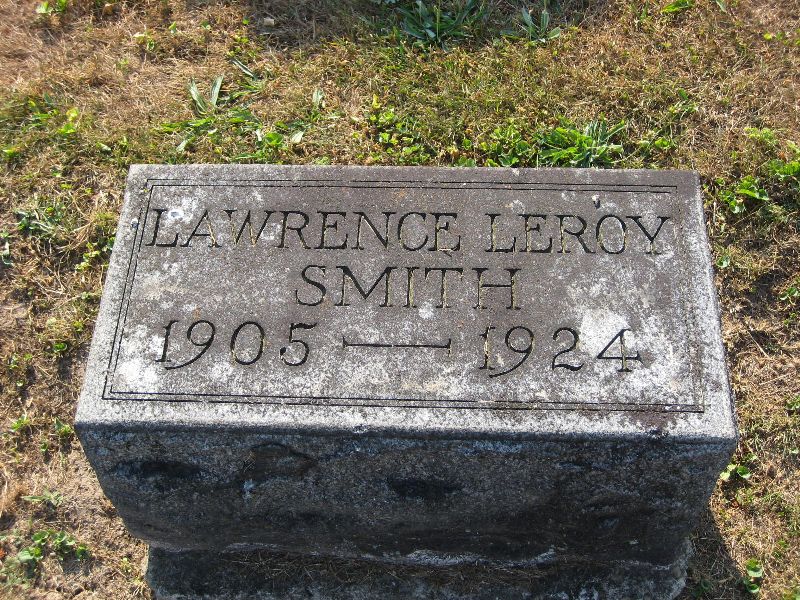 LAWRENCE LEROY
SMITH
1905 — 1924